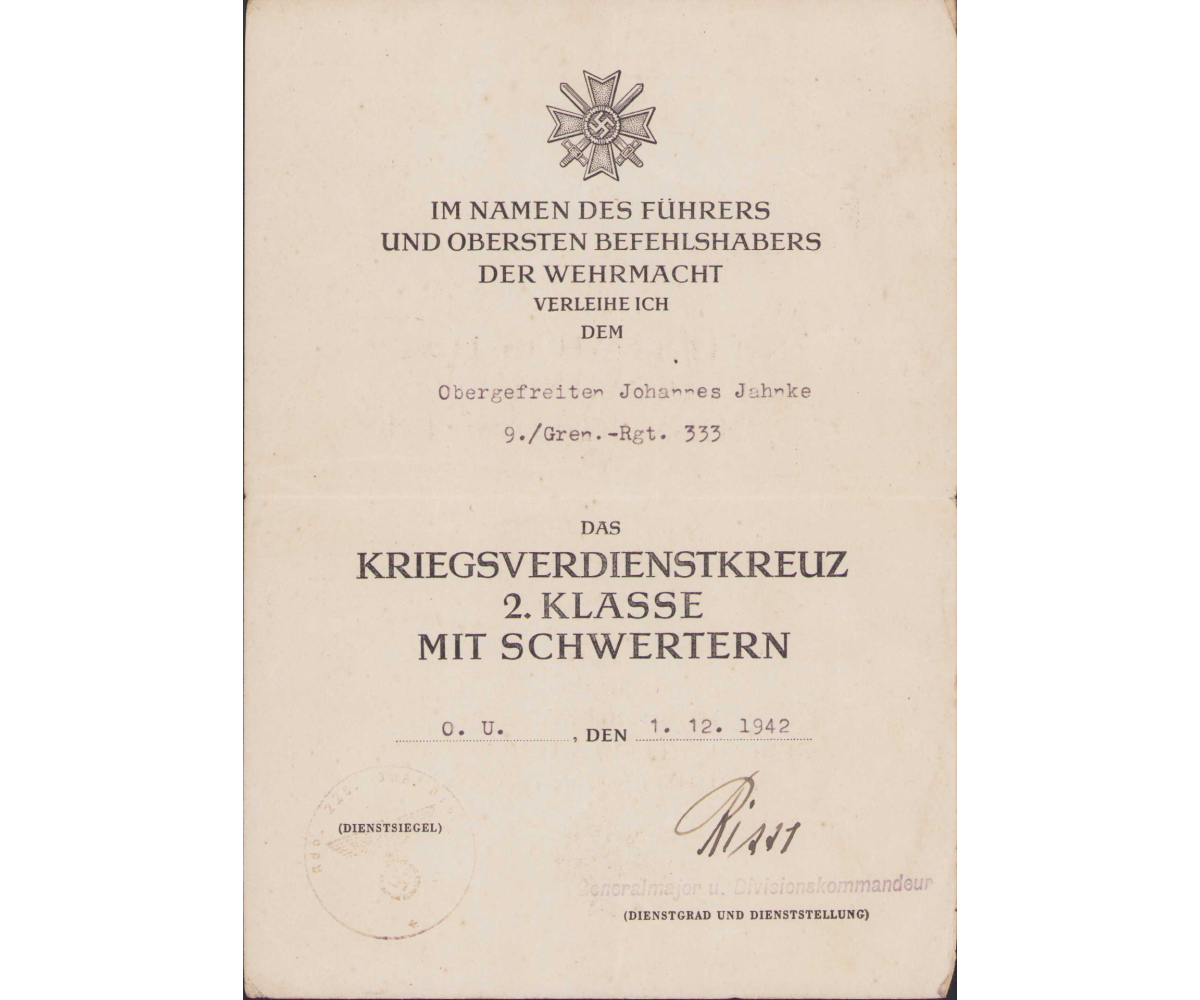 IM NAMEN DES FÜHRERS
UND OBERSTEN BEFEHLSHABERS
DER WEHRMACHT
VERLEIHE ICH
DEM
Obergefreiten Johannes Jahnke
9./Gren.-Rgt. 333
DAS
KRIEGSVERDIENSTKREUZ
2. KLASSE
MIT SCHWERTERN
O. U. , DEN 1. 12. 1942
(DIENSTSIEGEL)
Generalmajor u. Divisionskommandeur
(DIENSTGRAD UND DIENSTSTELLUNG)